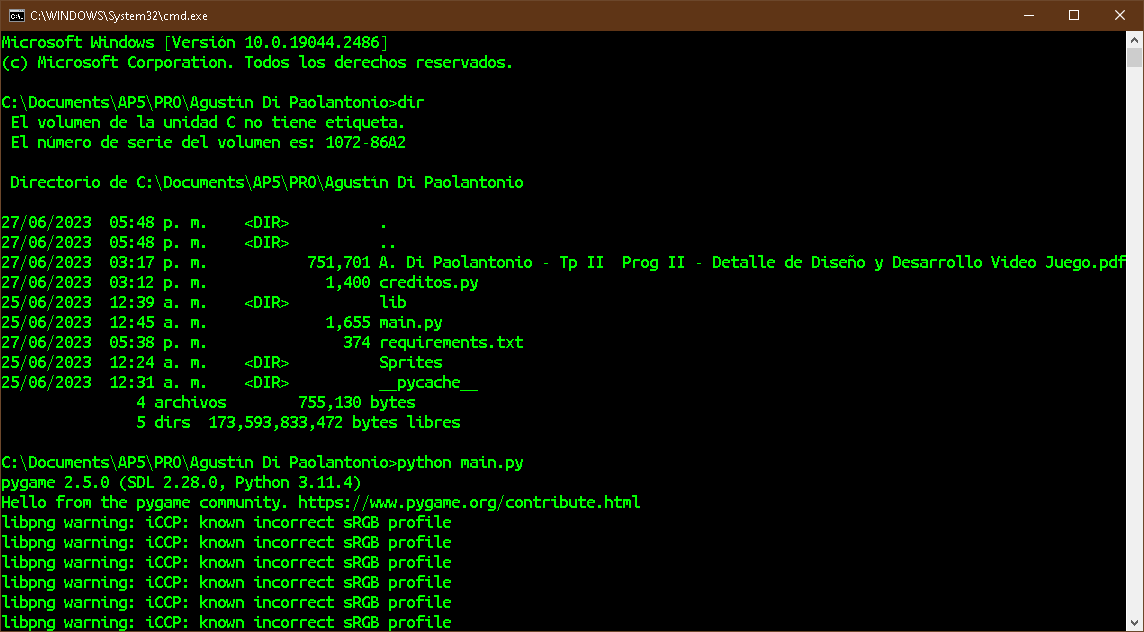 C:\WINDOWS\System32\cmd.exe
Microsoft Windows [Versión 10.0.19044.2486]
(c) Microsoft Corporation. Todos los derechos reservados.
C:\Documents\AP5\PRO\Agustín Di Paolantonio>dir
El volumen de la unidad C no tiene etiqueta.
El número de serie del volumen es: 1072-86A2
Directorio de C:\Documents\AP5\PRO\Agustín Di Paolantonio
27/06/2023  05:48 p. m.    <DIR>          .
27/06/2023  05:48 p. m.    <DIR>          ..
27/06/2023  03:17 p. m.           751,701 A. Di Paolantonio - Tp II  Prog II - Detalle de Diseño y Desarrollo Video Juego.pdf
27/06/2023  03:12 p. m.             1,400 creditos.py
25/06/2023  12:39 a. m.    <DIR>          lib
25/06/2023  12:45 a. m.             1,655 main.py
27/06/2023  05:38 p. m.               374 requirements.txt
25/06/2023  12:24 a. m.    <DIR>          Sprites
25/06/2023  12:31 a. m.    <DIR>          __pycache__
4 archivos        755,130 bytes
5 dirs  173,593,833,472 bytes libres
C:\Documents\AP5\PRO\Agustín Di Paolantonio>python main.py
pygame 2.5.0 (SDL 2.28.0, Python 3.11.4)
Hello from the pygame community. https://www.pygame.org/contribute.html
libpng warning: iCCP: known incorrect sRGB profile
libpng warning: iCCP: known incorrect sRGB profile
libpng warning: iCCP: known incorrect sRGB profile
libpng warning: iCCP: known incorrect sRGB profile
libpng warning: iCCP: known incorrect sRGB profile
libpng warning: iCCP: known incorrect sRGB profile